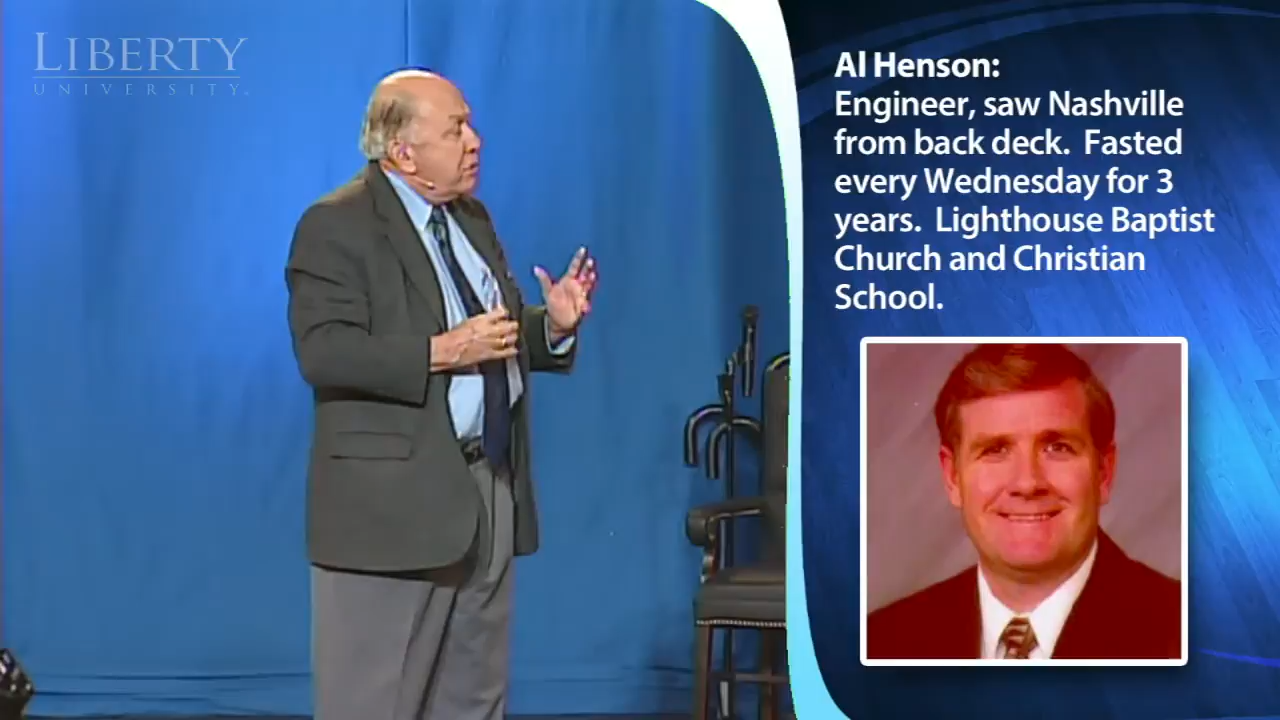 LIBERTY
UNIVERSITY
Al Henson:
Engineer, saw Nashville
from back deck. Fasted
every Wednesday for 3
years. Lighthouse Baptist
Church and Christian
School.